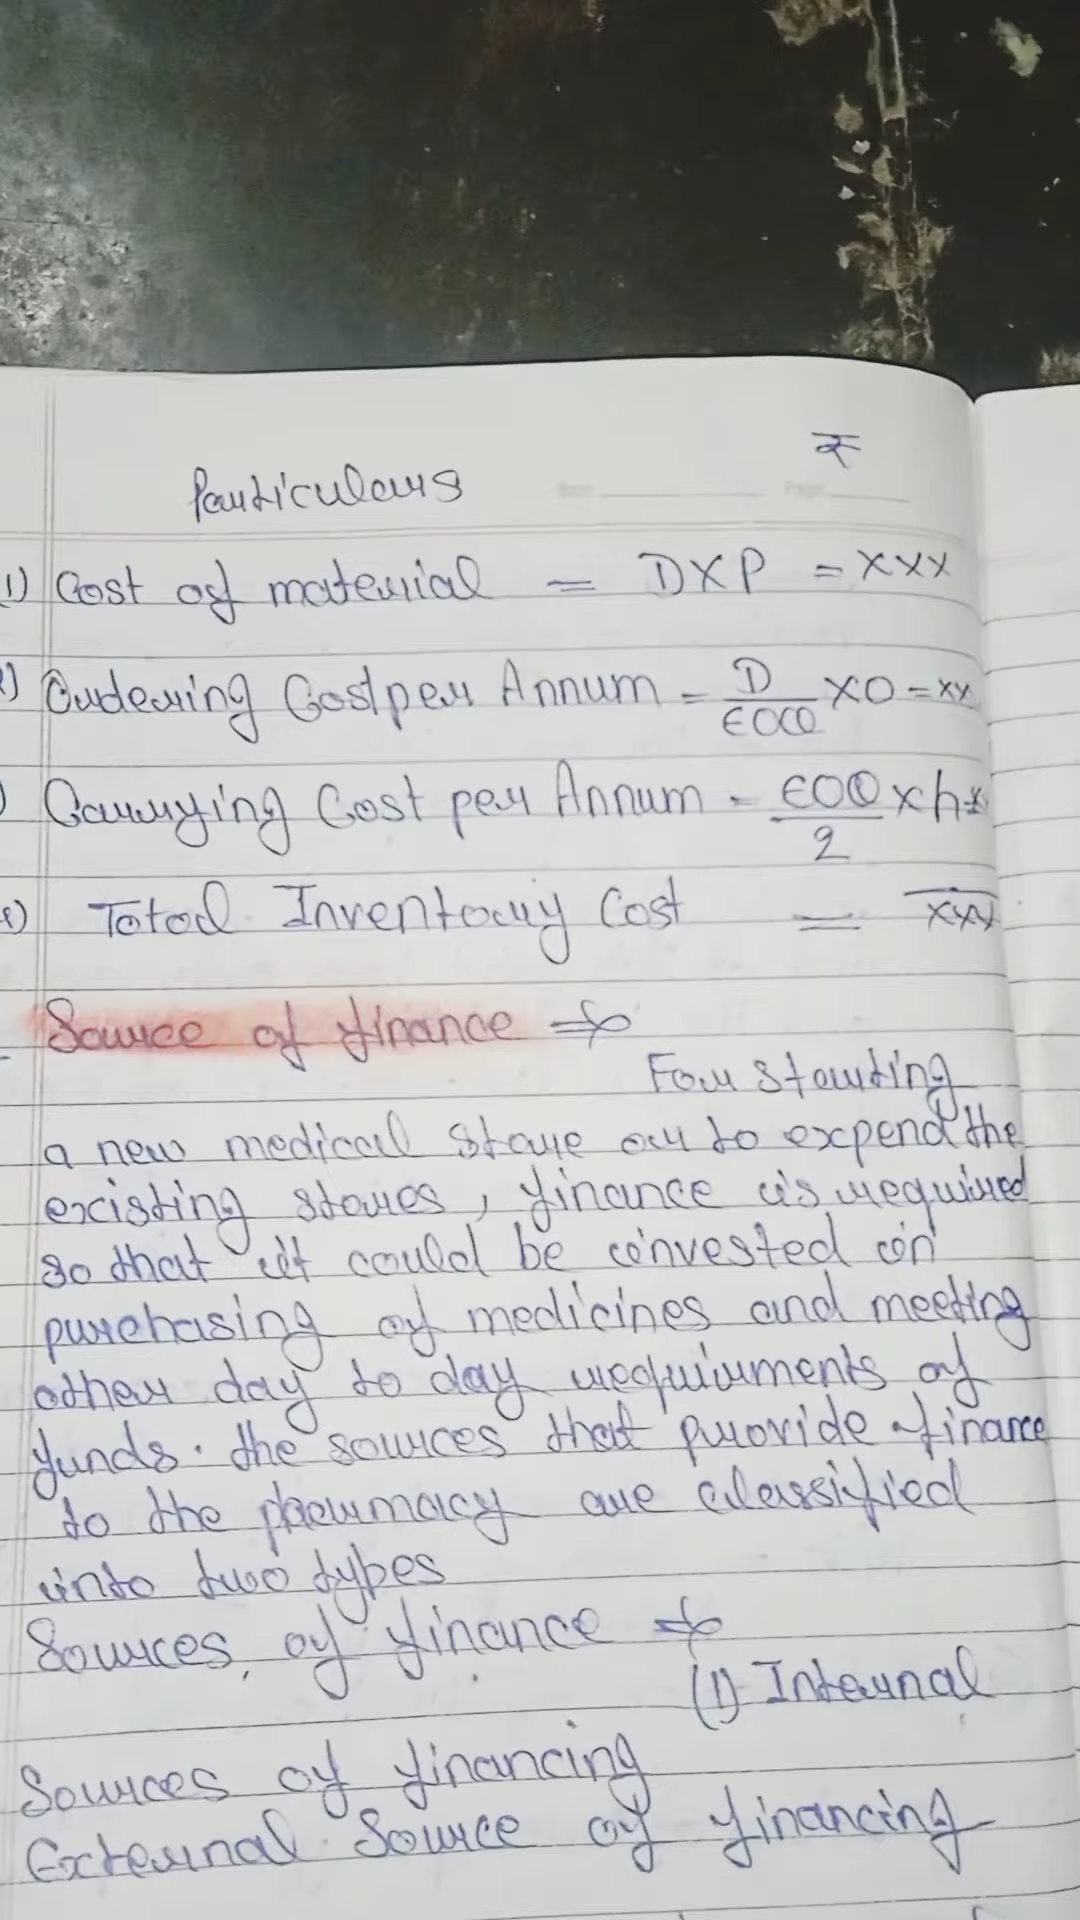 ₹
Particulars
1) Cost of material = DXP = xxx
2) Ordering Cost per Annum = D/EOQ XO = xx
) Carrying Cost per Annum = EOQ/2 xh=
Total Inventory Cost = xxx
Source of finance ⇒
For starting
a new medical store or to expend the
existing stores, finance is required
so that it could be invested in
purchasing of medicines and meeting
other day to day requirments of
funds. the sources that provide finance
to the pharmacy are classified
into two types
Sources of finance ⇒
(1) Internal
Sources of financing
External Source of financing